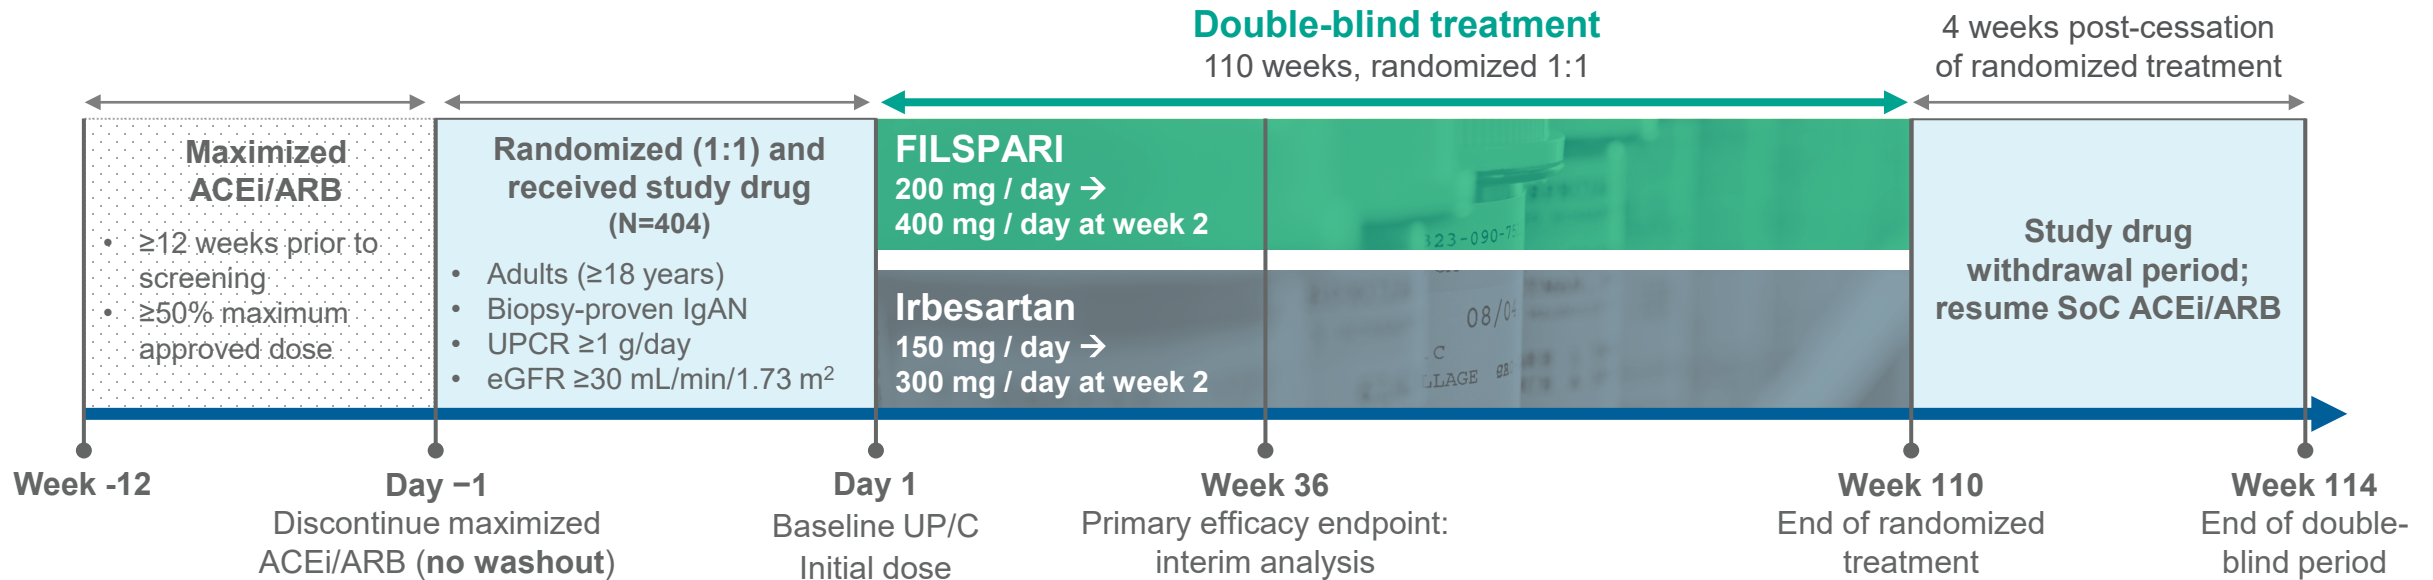 Double-blind treatment
110 weeks, randomized 1:1
4 weeks post-cessation
of randomized treatment
Maximized
ACEi/ARB
• ≥12 weeks prior to
screening
• ≥50% maximum
approved dose
Randomized (1:1) and
received study drug
(N=404)
• Adults (≥18 years)
• Biopsy-proven IgAN
• UPCR ≥1 g/day
• eGFR ≥30 mL/min/1.73 m²
FILSPARI
200 mg / day →
400 mg / day at week 2
Irbesartan
150 mg / day →
300 mg / day at week 2
08/04
Study drug
withdrawal period;
resume SoC ACEi/ARB
Week -12
Day −1
Discontinue maximized
ACEi/ARB (no washout)
Day 1
Baseline UP/C
Initial dose
Week 36
Primary efficacy endpoint:
interim analysis
Week 110
End of randomized
treatment
Week 114
End of double-
blind period